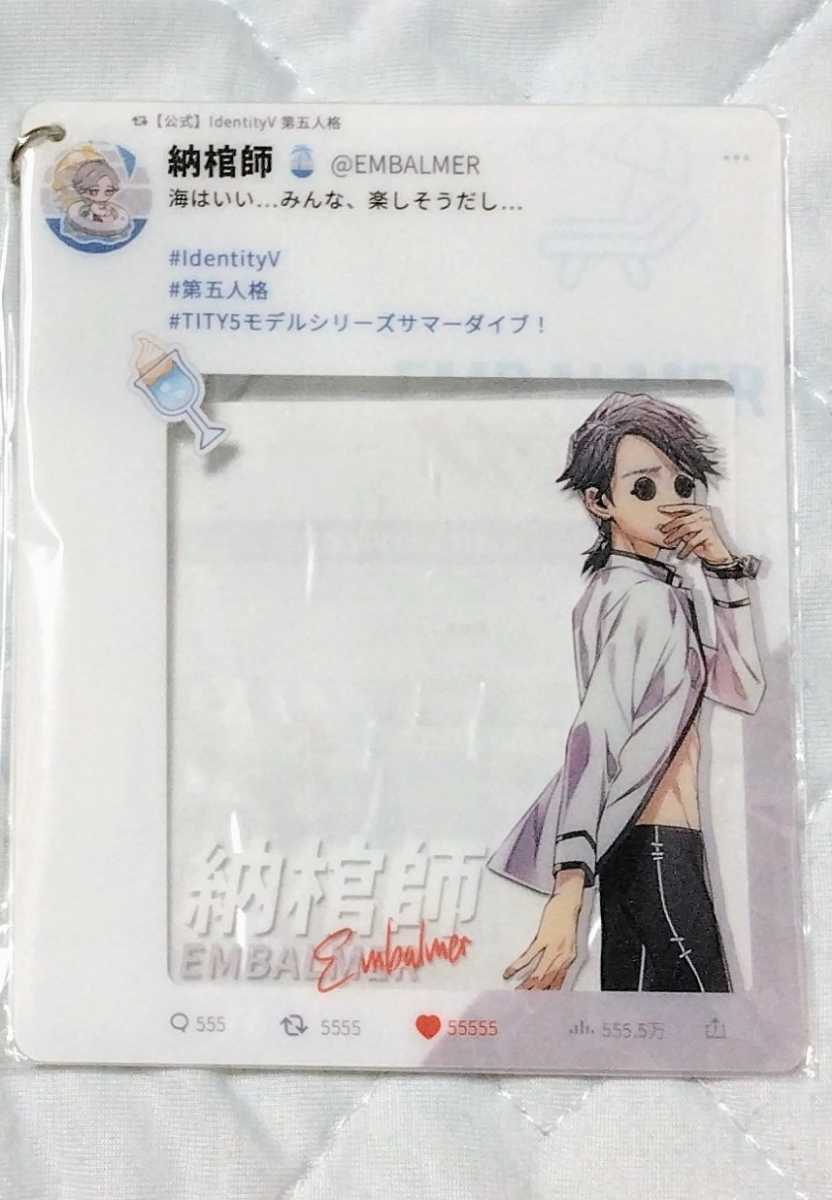 【公式】IdentityV 第五人格
納棺師 @EMBALMER
海はいい…みんな、楽しそうだし…
#IdentityV
#第五人格
#TITY5モデルシリーズサマーダイブ！
納棺師
EMBALMER
Embalmer
555 5555 55555 555.5万